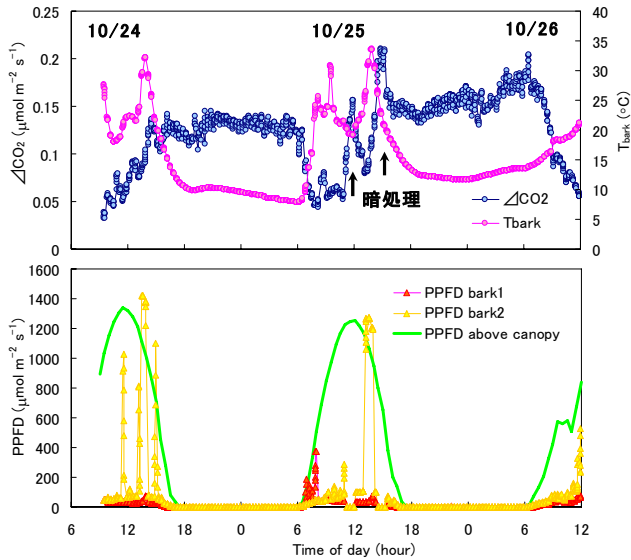 10/24 10/25 10/26
0.25
0.2
0.15
0.1
0.05
0
⊿CO2 (μmol m⁻² s⁻¹)
40
35
30
25
20
15
10
5
0
Tbark (°C)
暗処理
⊿CO2
Tbark
1600
1400
1200
1000
800
600
400
200
0
PPFD (μmol m⁻² s⁻¹)
PPFD bark1
PPFD bark2
PPFD above canopy
6 12 18 0 6 12 18 0 6 12
Time of day (hour)